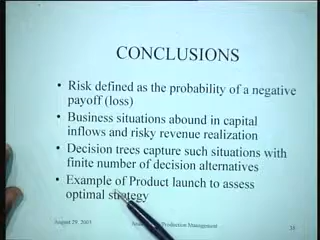 CONCLUSIONS
• Risk defined as the probability of a negative
payoff (loss)
• Business situations abound in capital
inflows and risky revenue realization
• Decision trees capture such situations with
finite number of decision alternatives
• Example of Product launch to assess
optimal strategy
August 29, 2003
Production Management